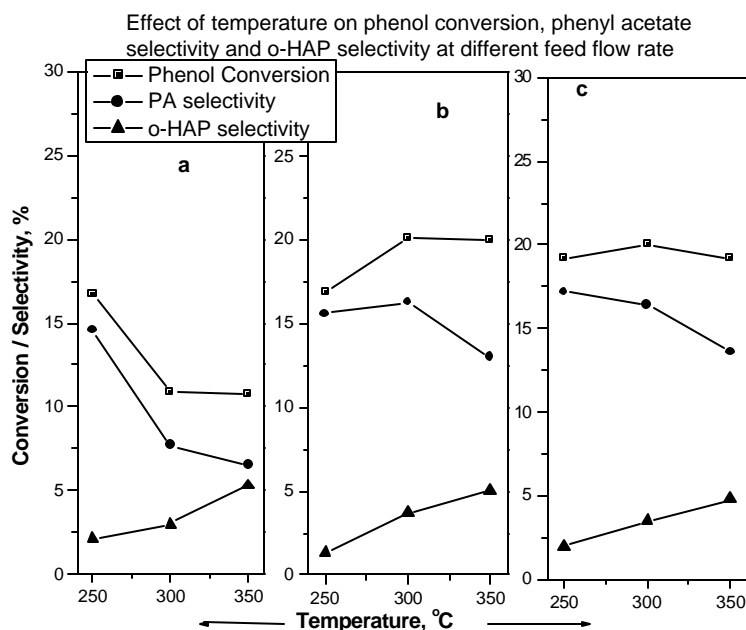 Effect of temperature on phenol conversion, phenyl acetate
selectivity and o-HAP selectivity at different feed flow rate
Phenol Conversion
PA selectivity
o-HAP selectivity
a
b
c
Conversion / Selectivity, %
30
25
20
15
10
5
0
25
20
15
10
5
0
30
25
20
15
10
5
0
250 300 350
250 300 350
250 300 350
Temperature, °C